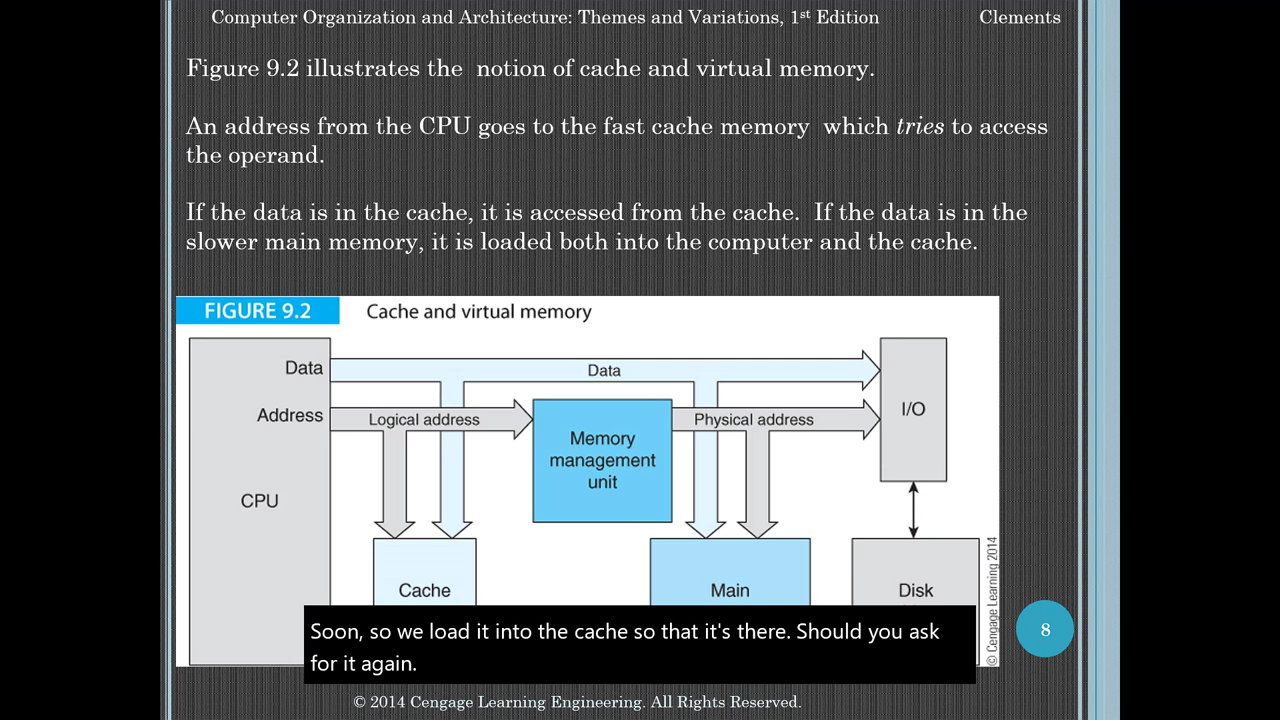 Computer Organization and Architecture: Themes and Variations, 1st Edition Clements
Figure 9.2 illustrates the notion of cache and virtual memory.
An address from the CPU goes to the fast cache memory which tries to access
the operand.
If the data is in the cache, it is accessed from the cache. If the data is in the
slower main memory, it is loaded both into the computer and the cache.
FIGURE 9.2 Cache and virtual memory
Data
Data
Address
Logical address
Physical address
I/O
Memory
management
unit
CPU
Cache
Main
Disk
© Cengage Learning 2014
Soon, so we load it into the cache so that it's there. Should you ask
for it again.
8
© 2014 Cengage Learning Engineering. All Rights Reserved.